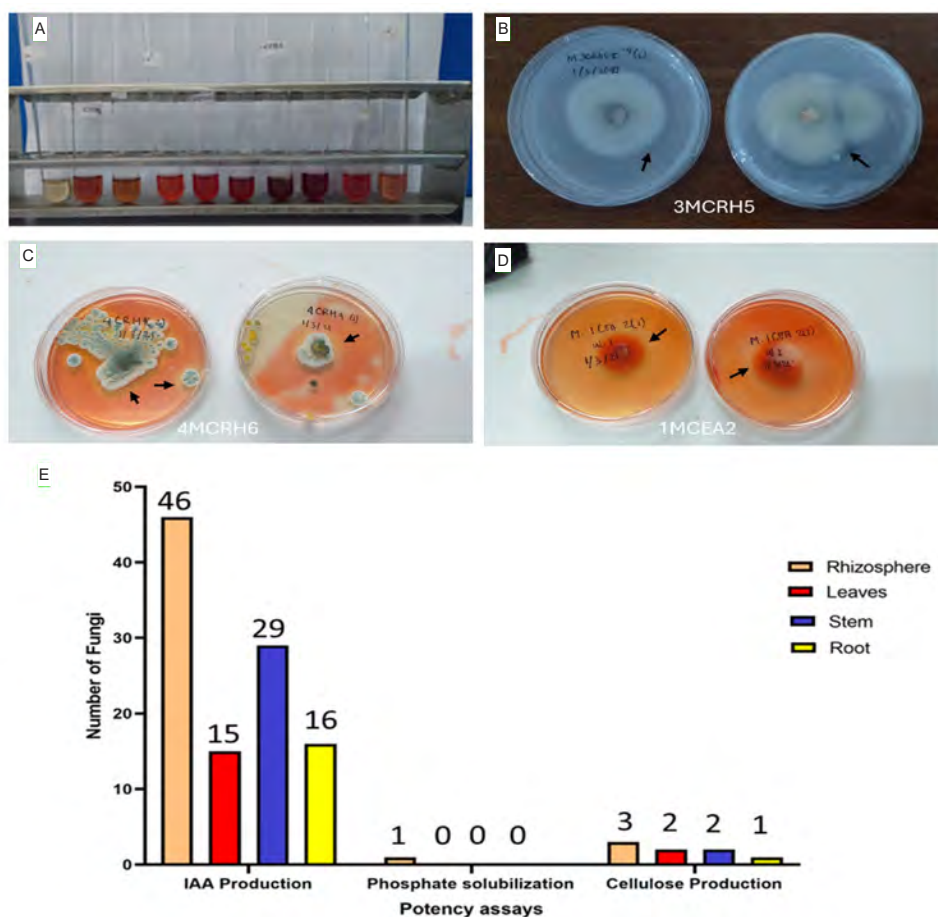 A
B
3MCRH5
C
4MCRH6
D
1MCEA2
E
50
40
30
20
10
0
Number of Fungi
46
15
29
16
1
0
0
0
3
2
2
1
IAA Production
Phosphate solubilization
Cellulose Production
Potency assays
Rhizosphere
Leaves
Stem
Root